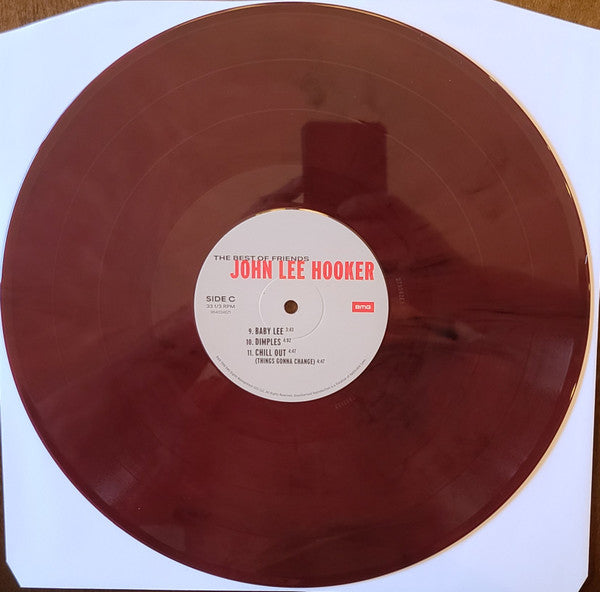 THE BEST OF FRIENDS
JOHN LEE HOOKER
SIDE C
33 1/3 RPM
BMG
9. BABY LEE 3:43
10. DIMPLES
11. CHILL OUT 4:47
(THINGS GONNA CHANGE) 4:47